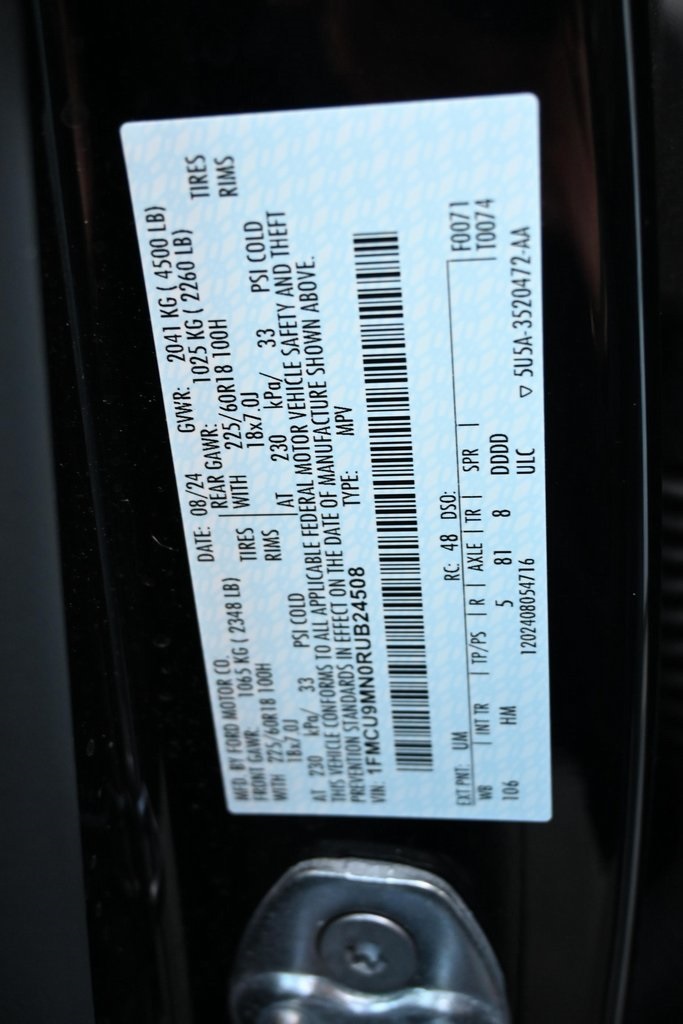 MFD. BY FORD MOTOR CO. DATE: 08/24 GVWR: 2041 KG ( 4500 LB)
FRONT GAWR: 1065 KG ( 2348 LB) REAR GAWR: 1025 KG ( 2260 LB)
WITH 225/60R18 100H TIRES WITH 225/60R18 100H TIRES
18x7.0J RIMS 18x7.0J RIMS
AT 230 kPa/ 33 PSI COLD AT 230 kPa/ 33 PSI COLD
THIS VEHICLE CONFORMS TO ALL APPLICABLE FEDERAL MOTOR VEHICLE SAFETY AND THEFT
PREVENTION STANDARDS IN EFFECT ON THE DATE OF MANUFACTURE SHOWN ABOVE.
VIN: 1FMCU9MN0RUB24508 TYPE: MPV
EXT PNT: UM RC: 48 DSO: F0071
WB INT TR TP/PS R AXLE TR SPR T0074
106 HM 5 81 8 DDDD
1202408054716 ULC ▽ 5U5A-3520472-AA